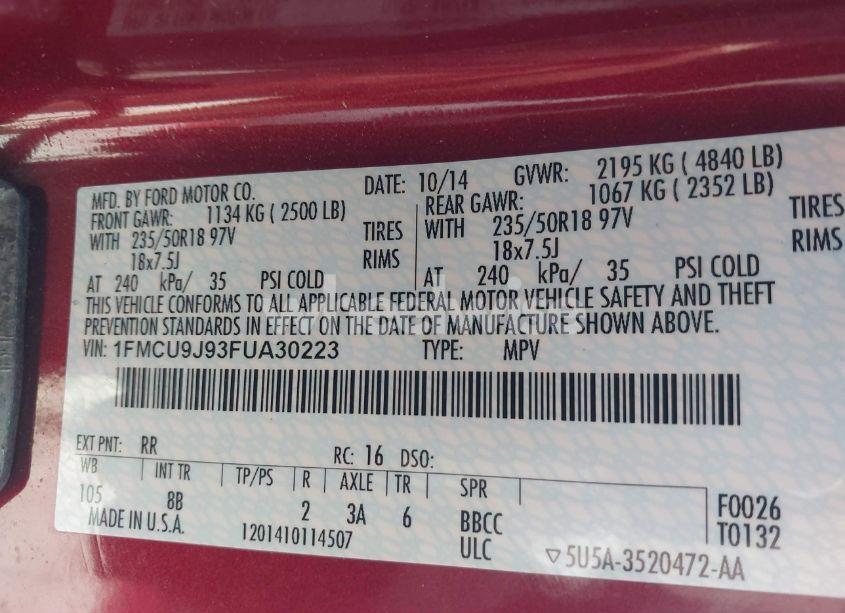 MFD. BY FORD MOTOR CO. DATE: 10/14 GVWR: 2195 KG ( 4840 LB)
FRONT GAWR: 1134 KG ( 2500 LB) REAR GAWR: 1067 KG ( 2352 LB)
WITH 235/50R18 97V TIRES WITH 235/50R18 97V TIRES
18x7.5J RIMS 18x7.5J RIMS
AT 240 kPa/ 35 PSI COLD AT 240 kPa/ 35 PSI COLD
THIS VEHICLE CONFORMS TO ALL APPLICABLE FEDERAL MOTOR VEHICLE SAFETY AND THEFT
PREVENTION STANDARDS IN EFFECT ON THE DATE OF MANUFACTURE SHOWN ABOVE.
VIN: 1FMCU9J93FUA30223 TYPE: MPV
EXT PNT: RR RC: 16 DSO:
WB INT TR TP/PS R AXLE TR SPR
105 8B 2 3A 6 BBCC F0026
MADE IN U.S.A. 1201410114507 ULC T0132
▽5U5A-3520472-AA